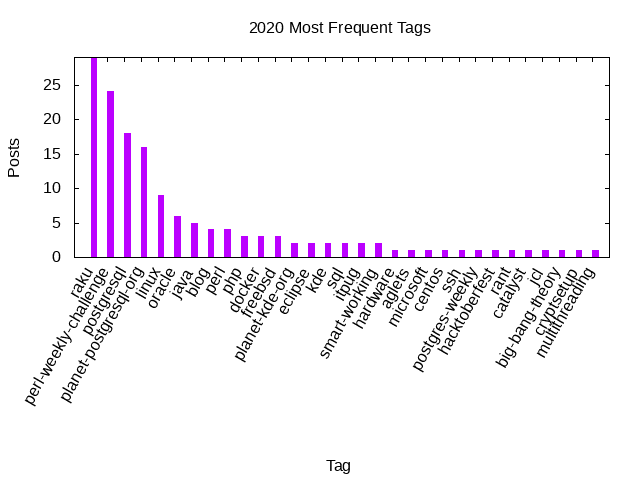 2020 Most Frequent Tags
Posts
25
20
15
10
5
0
raku
perl-weekly-challenge
postgresql
planet-postgresql-org
linux
oracle
java
blog
perl
php
docker
freebsd
planet-kde-org
eclipse
kde
sql
itpug
smart-working
hardware
aglets
microsoft
centos
ssh
postgres-weekly
hacktoberfest
rant
catalyst
jcl
big-bang-theory
cryptsetup
multithreading
Tag